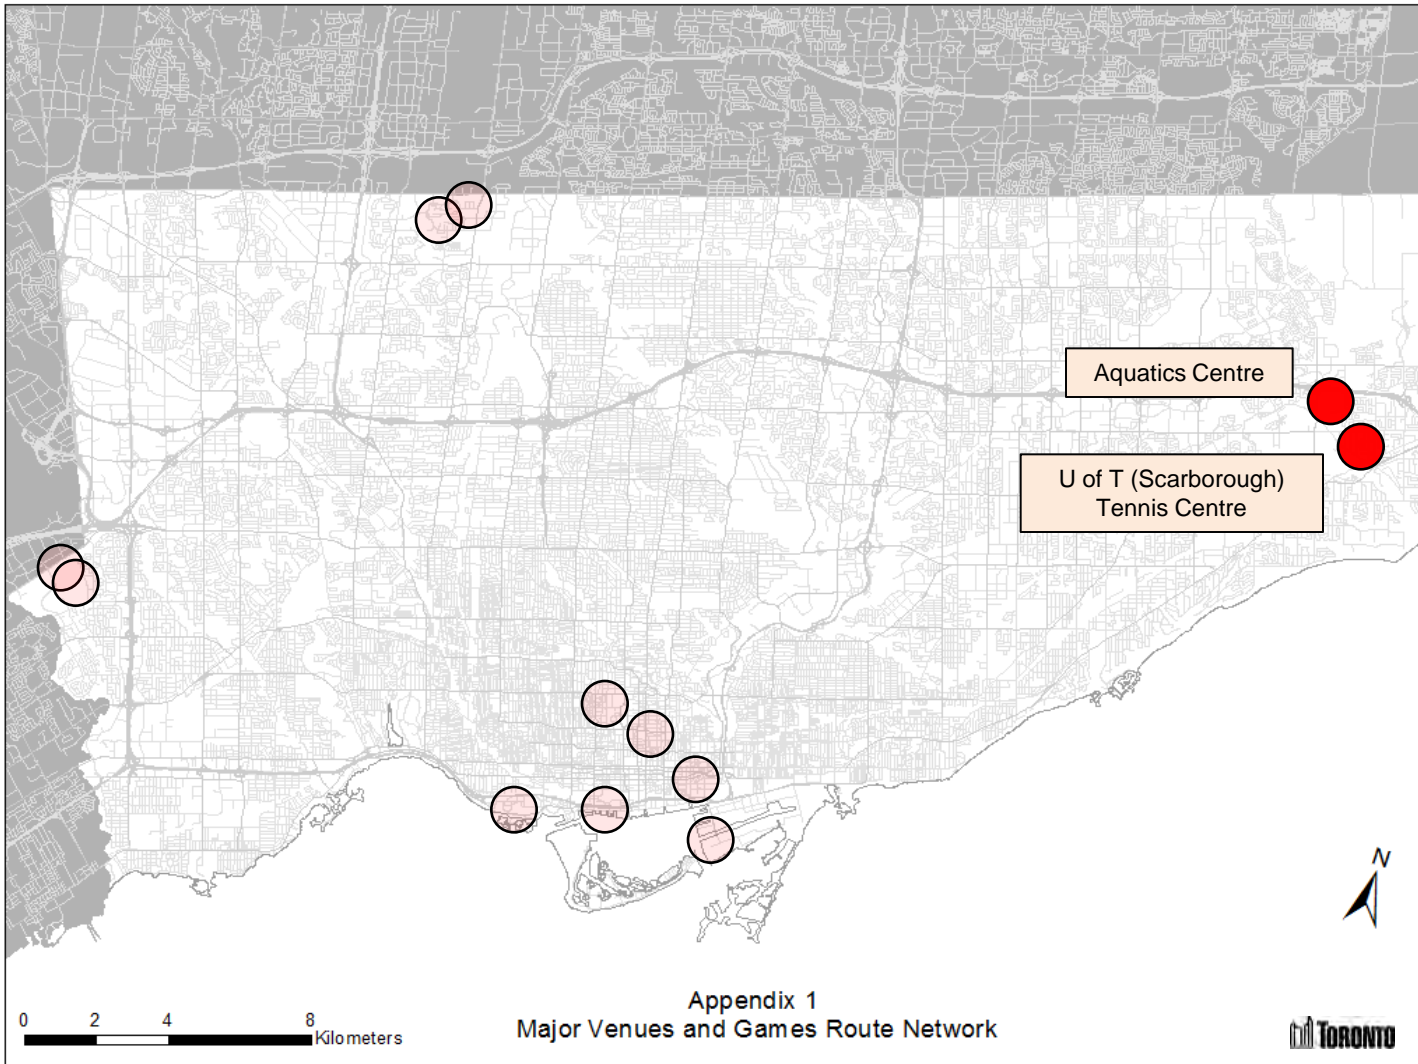 Aquatics Centre
U of T (Scarborough)
Tennis Centre
N
0 2 4 8
Kilometers
Appendix 1
Major Venues and Games Route Network
TORONTO